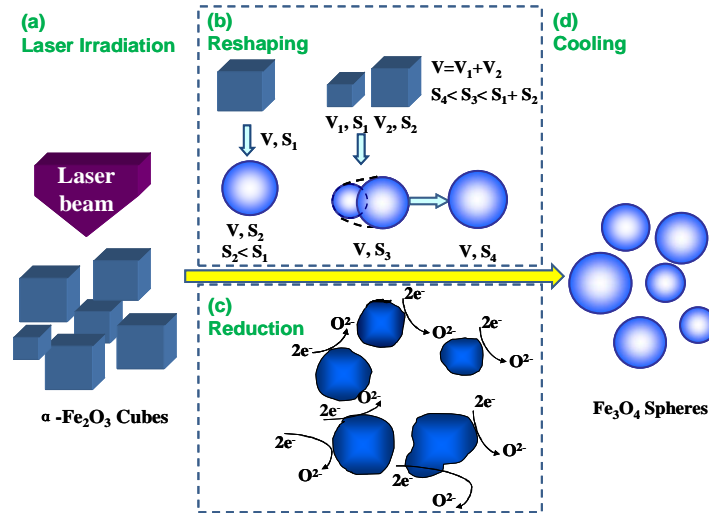 (a)
Laser Irradiation
Laser
beam
α-Fe₂O₃ Cubes
(b)
Reshaping
V, S₁
V, S₂
S₂< S₁
V=V₁+V₂
S₄< S₃< S₁+ S₂
V₁, S₁ V₂, S₂
V, S₃
V, S₄
(c)
Reduction
2e⁻
O²⁻
2e⁻
O²⁻
2e⁻
O²⁻
2e⁻
O²⁻
2e⁻
O²⁻
2e⁻
O²⁻
2e⁻
O²⁻
(d)
Cooling
Fe₃O₄ Spheres